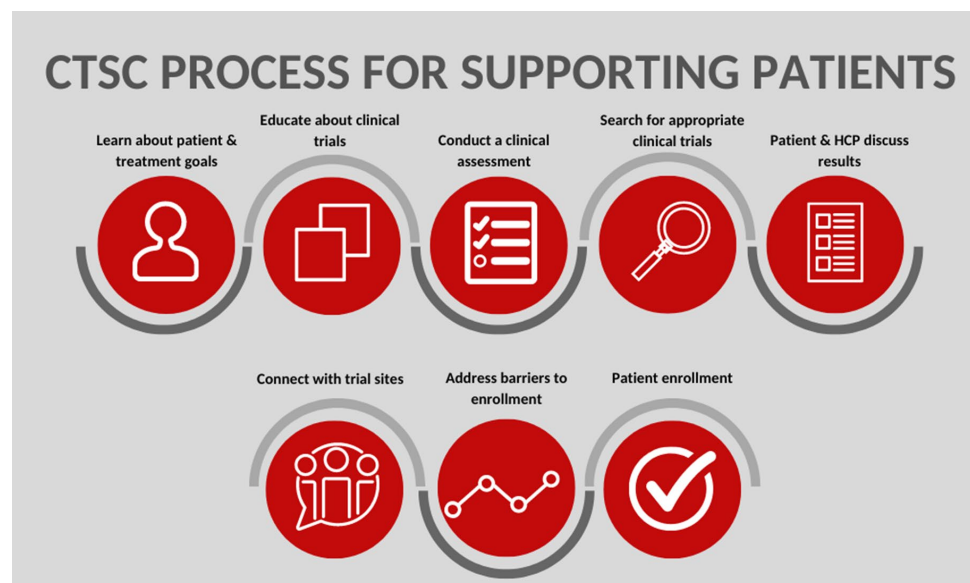 CTSC PROCESS FOR SUPPORTING PATIENTS
Learn about patient &
treatment goals
Educate about clinical
trials
Conduct a clinical
assessment
Search for appropriate
clinical trials
Patient & HCP discuss
results
Connect with trial sites
Address barriers to
enrollment
Patient enrollment